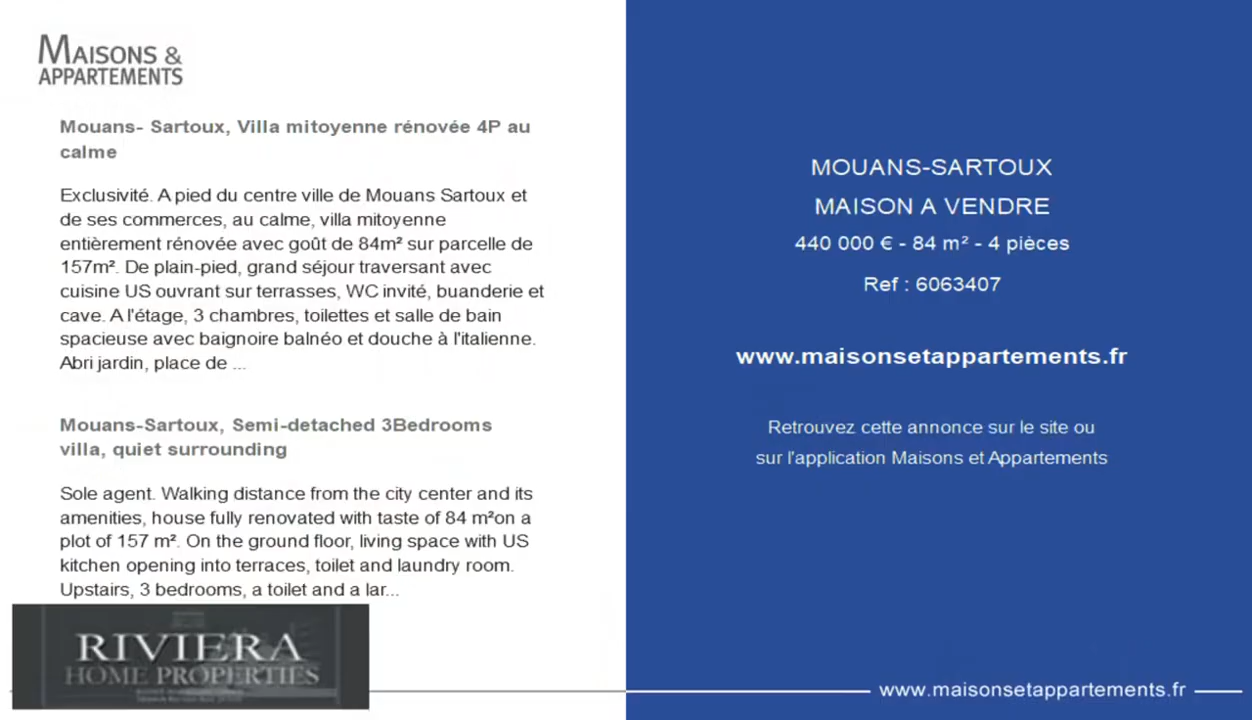 MAISONS &
APPARTEMENTS
Mouans- Sartoux, Villa mitoyenne rénovée 4P au
calme
Exclusivité. A pied du centre ville de Mouans Sartoux et
de ses commerces, au calme, villa mitoyenne
entièrement rénovée avec goût de 84m² sur parcelle de
157m². De plain-pied, grand séjour traversant avec
cuisine US ouvrant sur terrasses, WC invité, buanderie et
cave. A l'étage, 3 chambres, toilettes et salle de bain
spacieuse avec baignoire balnéo et douche à l'italienne.
Abri jardin, place de ...
Mouans-Sartoux, Semi-detached 3Bedrooms
villa, quiet surrounding
Sole agent. Walking distance from the city center and its
amenities, house fully renovated with taste of 84 m²on a
plot of 157 m². On the ground floor, living space with US
kitchen opening into terraces, toilet and laundry room.
Upstairs, 3 bedrooms, a toilet and a lar...
RIVIERA
HOME PROPERTIES
MOUANS-SARTOUX
MAISON A VENDRE
440 000 € - 84 m² - 4 pièces
Ref : 6063407
www.maisonsetappartements.fr
Retrouvez cette annonce sur le site ou
sur l'application Maisons et Appartements
www.maisonsetappartements.fr